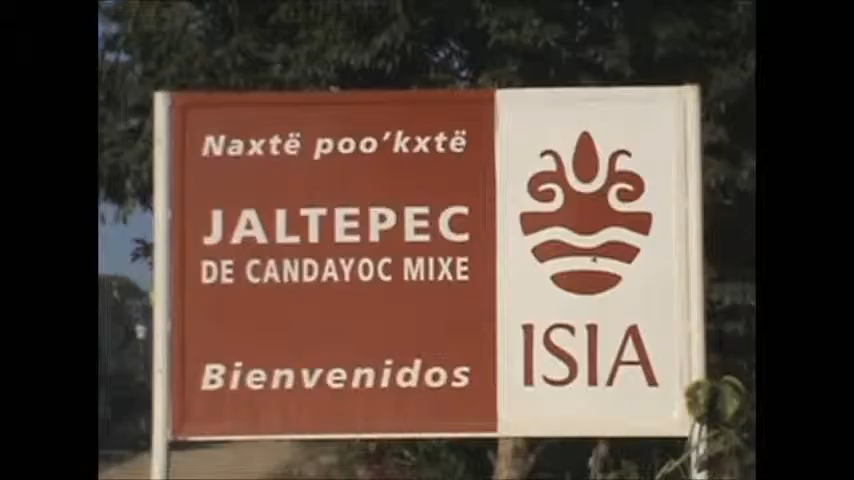 Naxtë poo'kxtë
JALTEPEC
DE CANDAYOC MIXE
Bienvenidos
ISIA